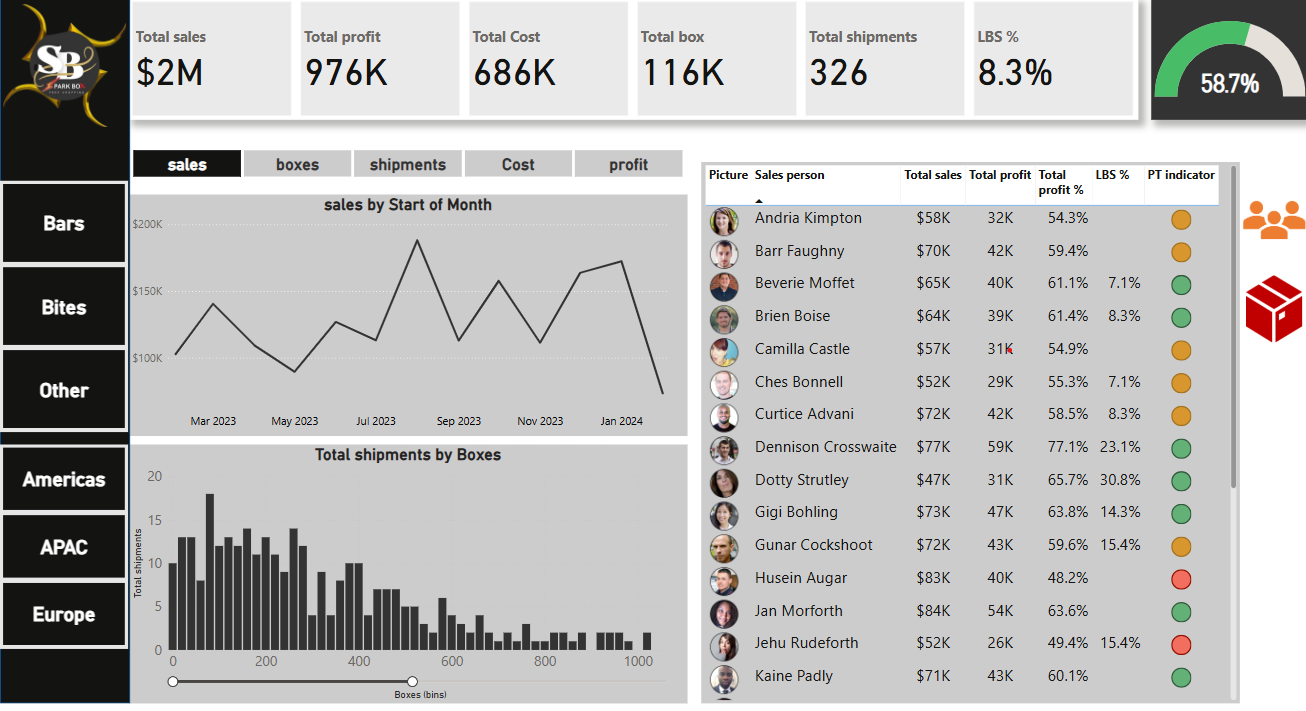 SB
PARK BOX
FREE SHOPPING
Total sales
$2M
Total profit
976K
Total Cost
686K
Total box
116K
Total shipments
326
LBS %
8.3%
58.7%
Bars
Bites
Other
Americas
APAC
Europe
sales boxes shipments Cost profit
sales by Start of Month
$200K
$150K
$100K
Mar 2023 May 2023 Jul 2023 Sep 2023 Nov 2023 Jan 2024
Total shipments by Boxes
Total shipments
20
15
10
5
0
0 200 400 600 800 1000
Boxes (bins)
Picture Sales person Total sales Total profit Total profit % LBS % PT indicator
Andria Kimpton $58K 32K 54.3%
Barr Faughny $70K 42K 59.4%
Beverie Moffet $65K 40K 61.1% 7.1%
Brien Boise $64K 39K 61.4% 8.3%
Camilla Castle $57K 31K 54.9%
Ches Bonnell $52K 29K 55.3% 7.1%
Curtice Advani $72K 42K 58.5% 8.3%
Dennison Crosswaite $77K 59K 77.1% 23.1%
Dotty Strutley $47K 31K 65.7% 30.8%
Gigi Bohling $73K 47K 63.8% 14.3%
Gunar Cockshoot $72K 43K 59.6% 15.4%
Husein Augar $83K 40K 48.2%
Jan Morforth $84K 54K 63.6%
Jehu Rudeforth $52K 26K 49.4% 15.4%
Kaine Padly $71K 43K 60.1%